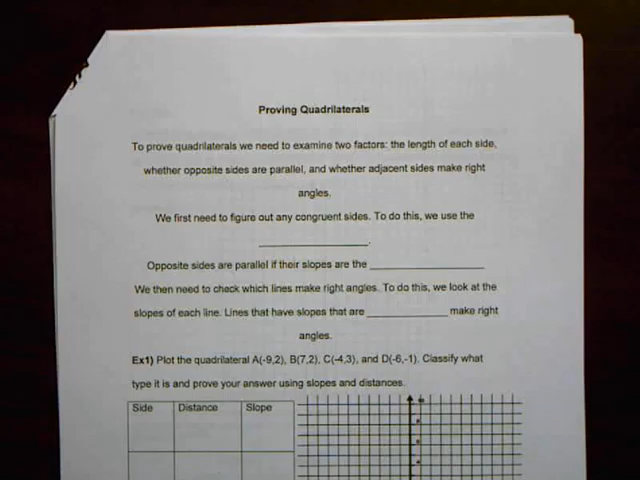 Proving Quadrilaterals
To prove quadrilaterals we need to examine two factors: the length of each side,
whether opposite sides are parallel, and whether adjacent sides make right
angles.
We first need to figure out any congruent sides. To do this, we use the
____________________.
Opposite sides are parallel if their slopes are the ____________________
We then need to check which lines make right angles. To do this, we look at the
slopes of each line. Lines that have slopes that are ______________ make right
angles.
Ex1) Plot the quadrilateral A(-9,2), B(7,2), C(-4,3), and D(-6,-1). Classify what
type it is and prove your answer using slopes and distances.
Side Distance Slope